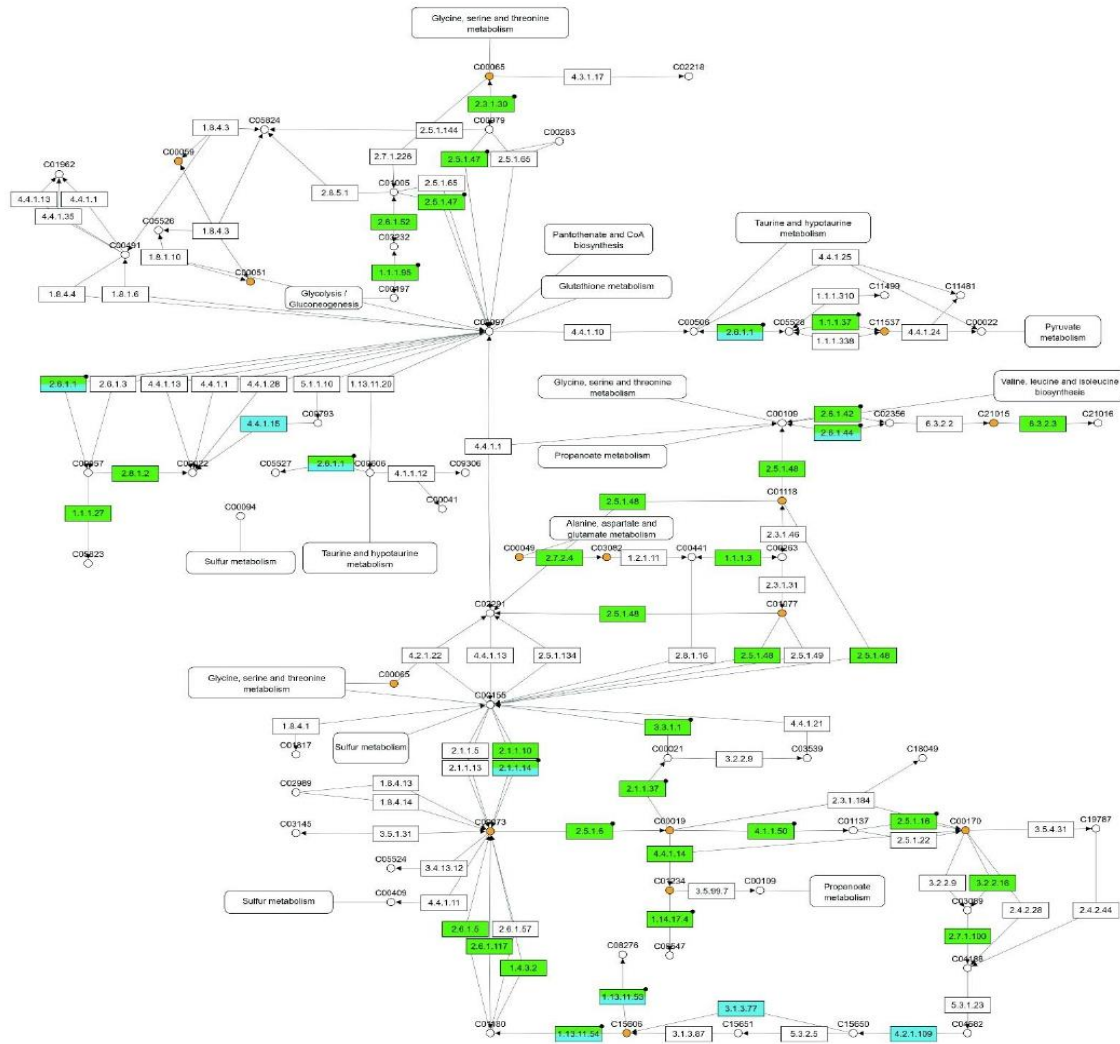 Glycine, serine and threonine
metabolism
C00065
4.3.1.17
C02218
2.3.1.30
1.8.4.3
C05824
2.5.1.144
C00979
C00283
C00059
C01962
2.7.1.226
2.5.1.47
2.5.1.65
4.4.1.13
4.4.1.1
2.8.5.1
C01005
2.5.1.65
2.5.1.47
4.4.1.35
C05526
1.8.4.3
2.6.1.52
C00491
1.8.1.10
C03232
Pantothenate and CoA
biosynthesis
Taurine and hypotaurine
metabolism
C00051
1.1.1.95
4.4.1.25
1.8.4.4
1.8.1.6
Glycolysis /
Gluconeogenesis
C00197
Glutathione metabolism
1.1.1.310
C11499
C11481
C00097
4.4.1.10
C00506
2.6.1.1
C05528
1.1.1.37
C11537
4.4.1.24
C00022
Pyruvate
metabolism
1.1.1.338
2.6.1.1
2.6.1.3
4.4.1.13
4.4.1.1
4.4.1.28
5.1.1.10
1.13.11.20
Glycine, serine and threonine
metabolism
Valine, leucine and isoleucine
biosynthesis
4.4.1.15
C00793
4.4.1.1
C00109
2.6.1.42
C02356
C21015
C21016
2.6.1.44
6.3.2.2
6.3.2.3
C00957
2.8.1.2
C00022
C05527
2.6.1.1
C00606
4.1.1.12
C09306
Propanoate metabolism
2.5.1.48
C00041
1.1.1.27
C00094
2.5.1.48
C01118
C05823
Sulfur metabolism
Taurine and hypotaurine
metabolism
Alanine, aspartate and
glutamate metabolism
2.3.1.46
C00049
2.7.2.4
C03082
1.2.1.11
C00441
1.1.1.3
C00263
2.3.1.31
C02291
2.5.1.48
C01077
4.2.1.22
4.4.1.13
2.5.1.134
2.8.1.16
2.5.1.48
2.5.1.49
2.5.1.48
Glycine, serine and threonine
metabolism
C00065
C00155
1.8.4.1
Sulfur metabolism
3.3.1.1
4.4.1.21
C01817
2.1.1.5
2.1.1.10
C00021
3.2.2.9
C03539
C18049
2.1.1.13
2.1.1.14
C02989
1.8.4.13
1.8.4.14
2.1.1.37
2.3.1.184
C03145
3.5.1.31
C00073
2.5.1.6
C00019
4.1.1.50
C01137
2.5.1.16
C00170
3.5.4.31
C19787
2.5.1.22
C05524
3.4.13.12
4.4.1.14
Sulfur metabolism
C00409
4.4.1.11
C01234
3.5.99.7
C00109
Propanoate
metabolism
3.2.2.9
3.2.2.16
2.6.1.5
2.6.1.57
1.14.17.4
C03089
2.4.2.28
2.4.2.44
2.6.1.117
C06547
2.7.1.100
1.4.3.2
C08276
C04188
1.13.11.53
5.3.1.23
C01180
1.13.11.54
C15606
3.1.3.77
3.1.3.87
C15651
5.3.2.5
C15650
4.2.1.109
C04582